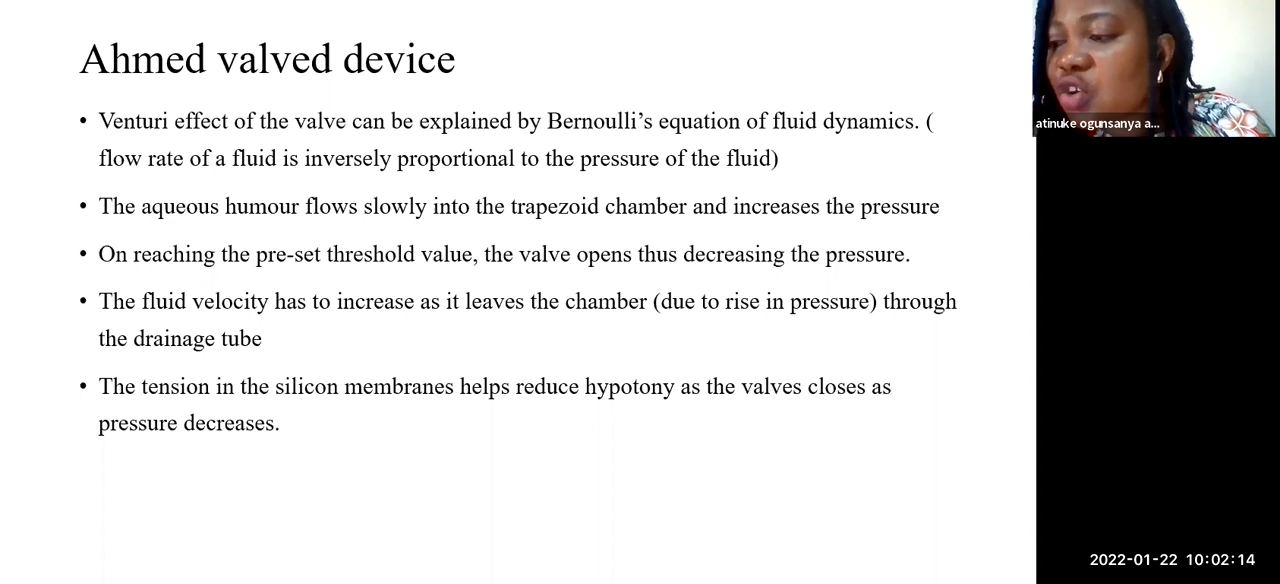 Ahmed valved device
• Venturi effect of the valve can be explained by Bernoulli’s equation of fluid dynamics. (
flow rate of a fluid is inversely proportional to the pressure of the fluid)
• The aqueous humour flows slowly into the trapezoid chamber and increases the pressure
• On reaching the pre-set threshold value, the valve opens thus decreasing the pressure.
• The fluid velocity has to increase as it leaves the chamber (due to rise in pressure) through
the drainage tube
• The tension in the silicon membranes helps reduce hypotony as the valves closes as
pressure decreases.
atinuke ogunsanya a...
2022-01-22 10:02:14